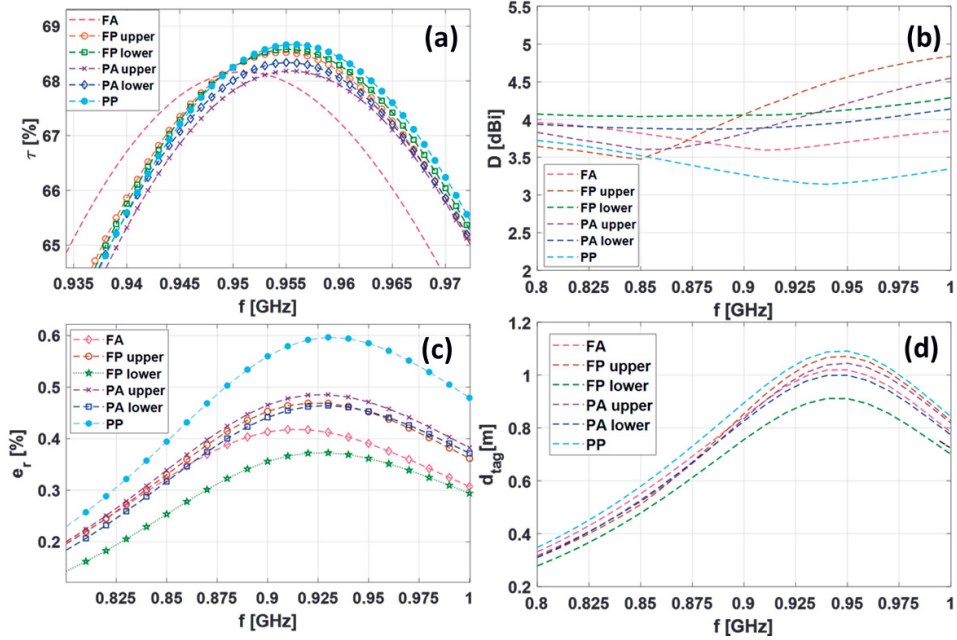 (a)
FA
FP upper
FP lower
PA upper
PA lower
PP
69
68
67
66
65
τ [%]
0.935 0.94 0.945 0.95 0.955 0.96 0.965 0.97
f [GHz]
(b)
5.5
5
4.5
4
3.5
3
2.5
2
D [dBi]
FA
FP upper
FP lower
PA upper
PA lower
PP
0.8 0.825 0.85 0.875 0.9 0.925 0.95 0.975 1
f [GHz]
(c)
FA
FP upper
FP lower
PA upper
PA lower
PP
0.6
0.5
0.4
0.3
0.2
e_r [%]
0.825 0.85 0.875 0.9 0.925 0.95 0.975 1
f [GHz]
(d)
1.2
1
0.8
0.6
0.4
0.2
d_tag[m]
FA
FP upper
FP lower
PA upper
PA lower
PP
0.8 0.825 0.85 0.875 0.9 0.925 0.95 0.975 1
f [GHz]